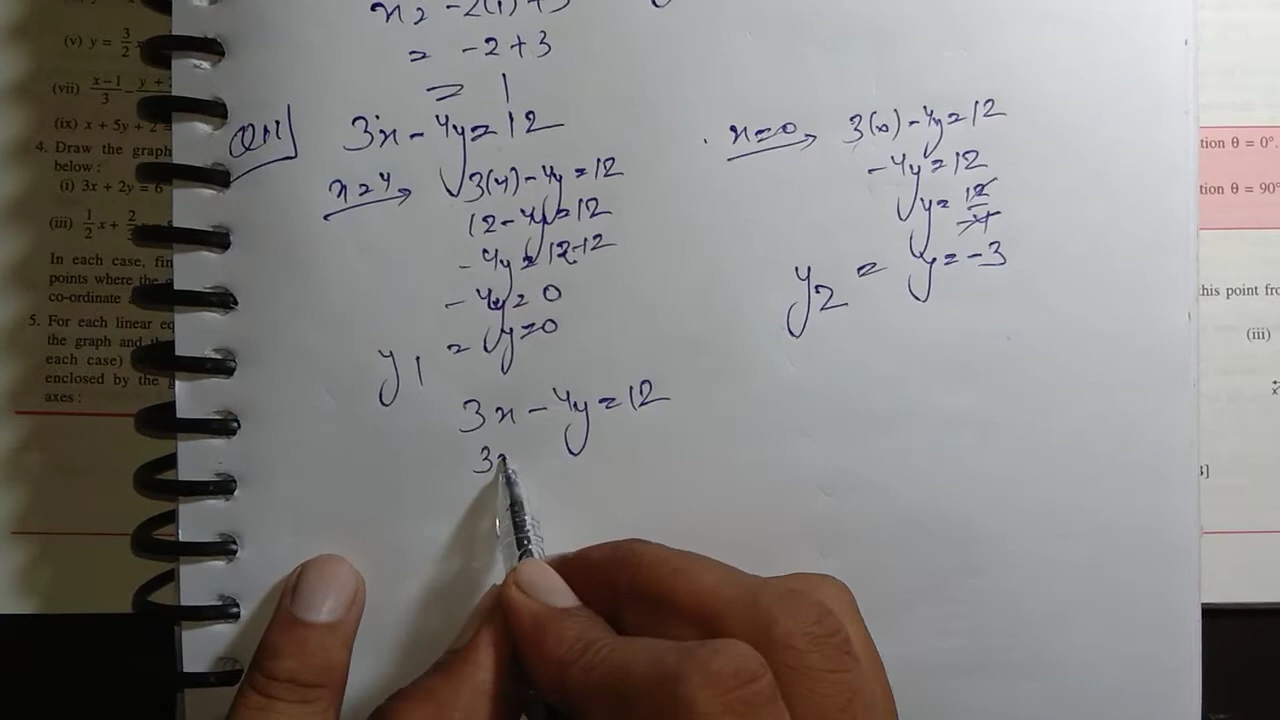 = -2+3
= 1
3x - 4y = 12
x=4 → 3(4) - 4y = 12
12 - 4y = 12
- 4y = 12-12
- 4y = 0
y1 = y=0
3x - 4y = 12
x=0 → 3(0) - 4y = 12
- 4y = 12
y = 12/-4
y2 = y = -3
(v) y = 3/2
(vii) x-1/3 - y +
(ix) x + 5y + 2 =
4. Draw the graph
below :
(i) 3x + 2y = 6
(iii) 1/2 x + 2/3
In each case, fin
points where the
co-ordinate
5. For each linear eq
the graph and
each case)
enclosed by the
axes :
tion θ = 0°.
tion θ = 90°
his point fro
(iii)